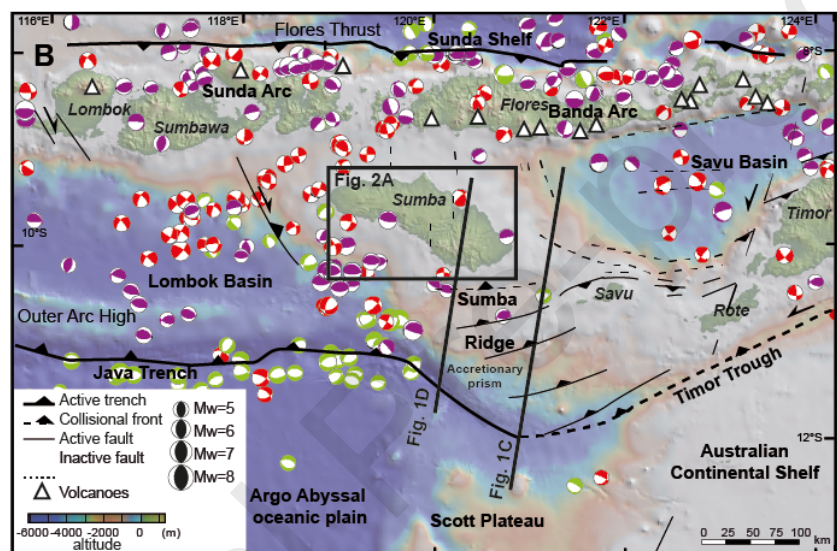 116°E
118°E
120°E
122°E
124°E
B
Flores Thrust
Sunda Shelf
8°S
Lombok
Sunda Arc
Sumbawa
Flores
Banda Arc
Savu Basin
Fig. 2A
Sumba
Timor
10°S
Lombok Basin
Sumba
Savu
Rote
Outer Arc High
Ridge
Java Trench
Accretionary
prism
Timor Trough
Fig. 1D
Fig. 1C
12°S
Active trench
Collisional front
Active fault
Inactive fault
Volcanoes
Mw=5
Mw=6
Mw=7
Mw=8
-6000 -4000 -2000 0 (m)
altitude
Argo Abyssal
oceanic plain
Scott Plateau
Australian
Continental Shelf
0 25 50 75 100
km